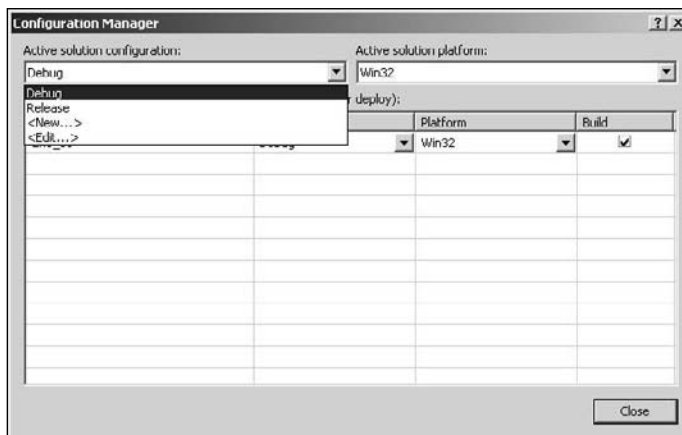 Configuration Manager
Active solution configuration:
Active solution platform:
Debug
Win32
Debug
Release
<New...>
<Edit...>
deploy):
Platform
Build
Win32
Close